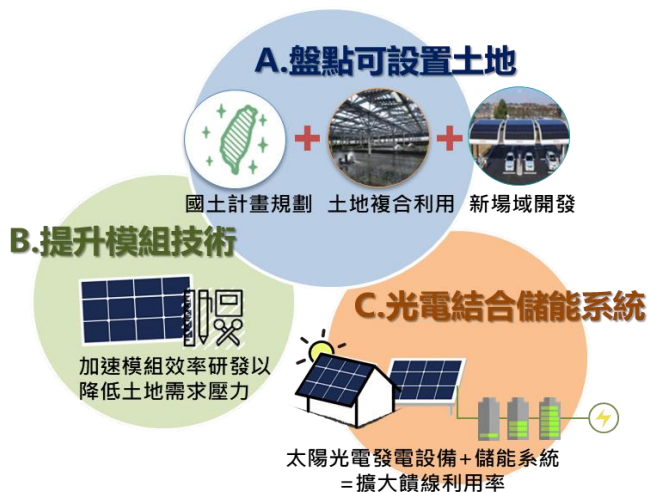 A.盤點可設置土地
國土計畫規劃 土地複合利用 新場域開發
B.提升模組技術
加速模組效率研發以
降低土地需求壓力
C.光電結合儲能系統
太陽光電發電設備+儲能系統
=擴大饋線利用率